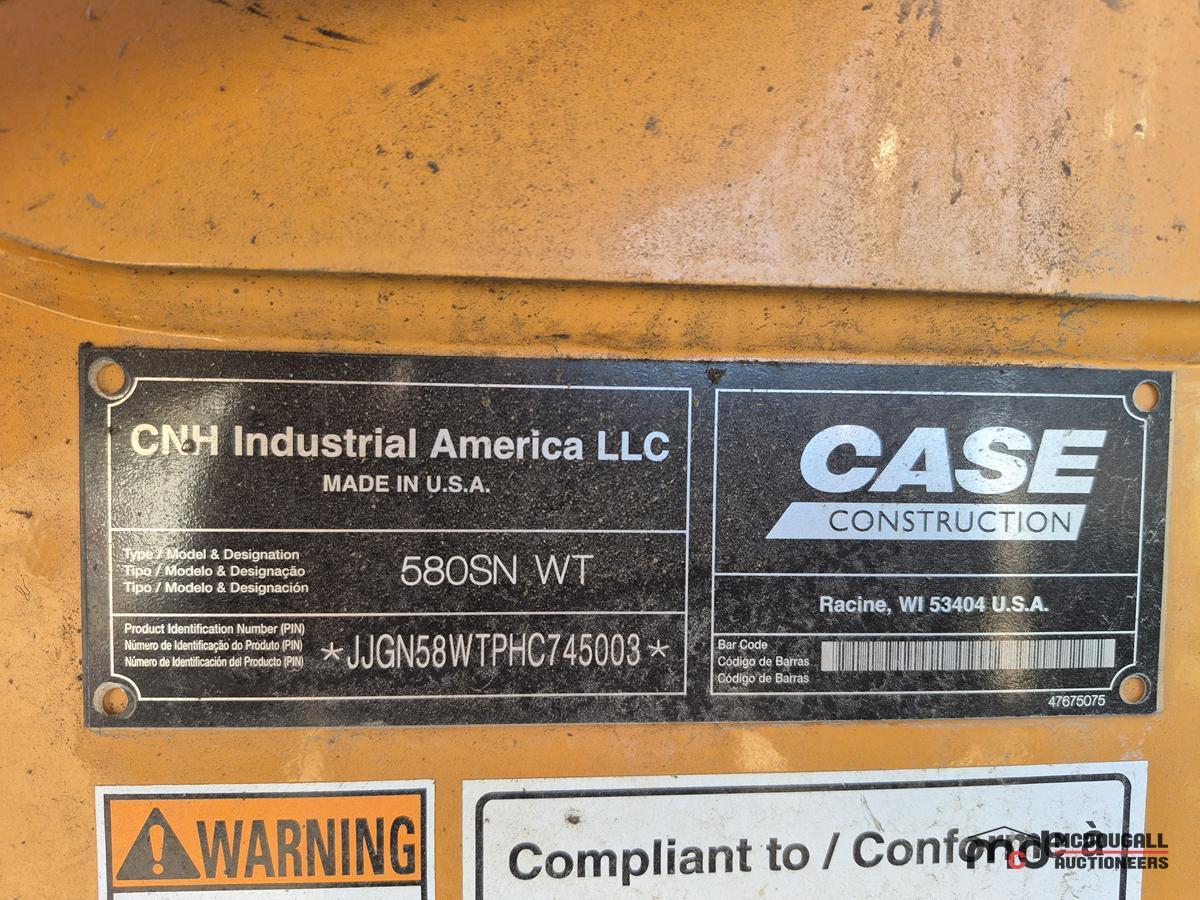 CNH Industrial America LLC
MADE IN U.S.A.
Type / Model & Designation
Tipo / Modelo & Designação
Tipo / Modelo & Designación
580SN WT
Product Identification Number (PIN)
Número de Identificação do Produto (PIN)
Número de Identificación del Producto (PIN)
*JJGN58WTPHC745003*
CASE
CONSTRUCTION
Racine, WI 53404 U.S.A.
Bar Code
Código de Barras
Código de Barras
47675075
WARNING
Compliant to / Conforme à
MCDOUGALL
AUCTIONEERS